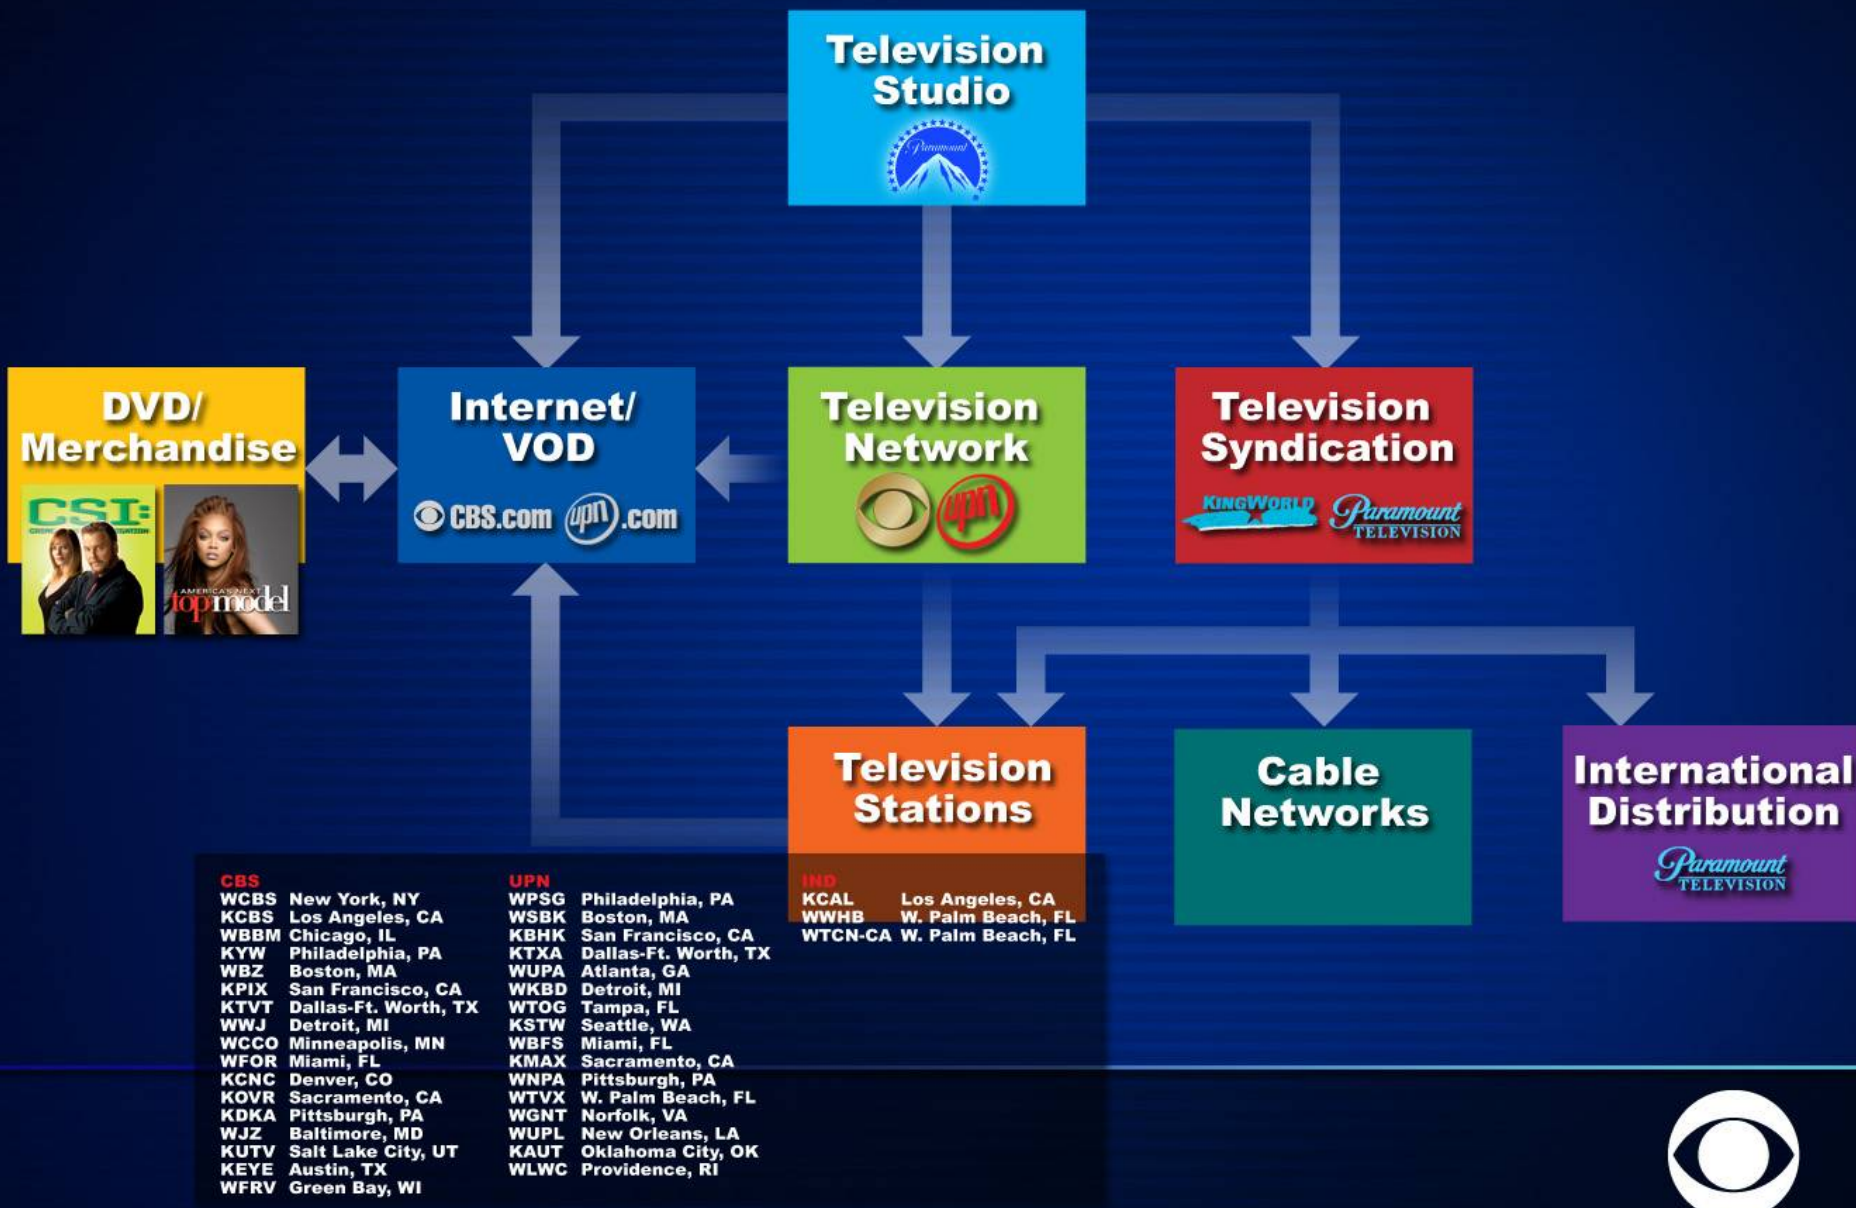 Television
Studio
Paramount
DVD/
Merchandise
CSI:
AMERICA'S NEXT
top model
Internet/
VOD
CBS.com upn.com
Television
Network
upn
Television
Syndication
KINGWORLD
Paramount
TELEVISION
Television
Stations
Cable
Networks
International
Distribution
Paramount
TELEVISION
CBS
WCBS New York, NY
KCBS Los Angeles, CA
WBBM Chicago, IL
KYW Philadelphia, PA
WBZ Boston, MA
KPIX San Francisco, CA
KTVT Dallas-Ft. Worth, TX
WWJ Detroit, MI
WCCO Minneapolis, MN
WFOR Miami, FL
KCNC Denver, CO
KOVR Sacramento, CA
KDKA Pittsburgh, PA
WJZ Baltimore, MD
KUTV Salt Lake City, UT
KEYE Austin, TX
WFRV Green Bay, WI
UPN
WPSG Philadelphia, PA
WSBK Boston, MA
KBHK San Francisco, CA
KTXA Dallas-Ft. Worth, TX
WUPA Atlanta, GA
WKBD Detroit, MI
WTOG Tampa, FL
KSTW Seattle, WA
WBFS Miami, FL
KMAX Sacramento, CA
WNPA Pittsburgh, PA
WTVX W. Palm Beach, FL
WGNT Norfolk, VA
WUPL New Orleans, LA
KAUT Oklahoma City, OK
WLWC Providence, RI
IND
KCAL Los Angeles, CA
WWHB W. Palm Beach, FL
WTCN-CA W. Palm Beach, FL